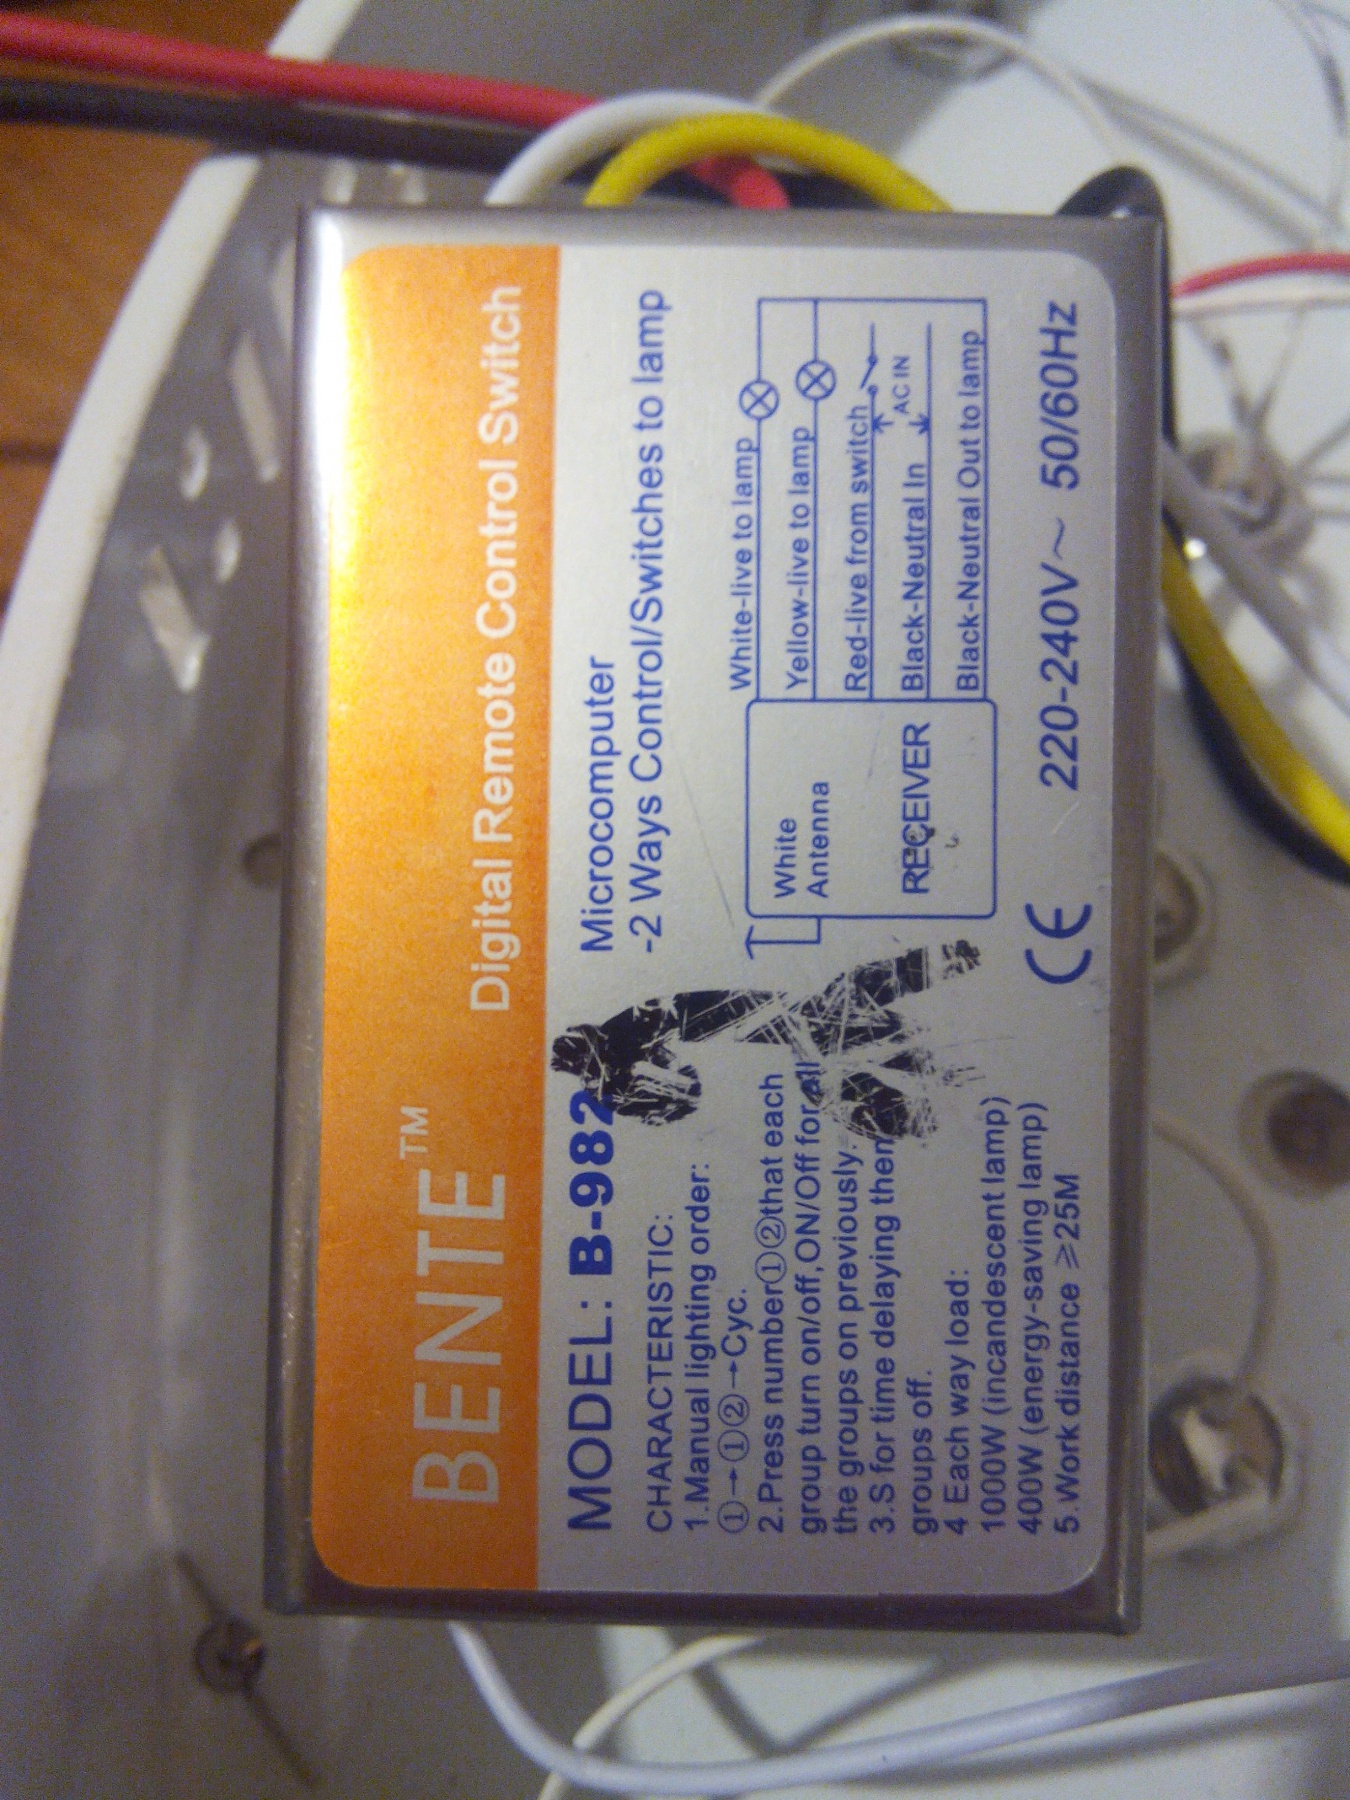 BENTE™
Digital Remote Control Switch
MODEL: B-982
Microcomputer
-2 Ways Control/Switches to lamp
CHARACTERISTIC:
1.Manual lighting order:
①→①②→Cyc.
2.Press number①②that each
group turn on/off,ON/Off for all
the groups on previously.
3.S for time delaying then
groups off.
4 Each way load:
1000W (incandescent lamp)
400W (energy-saving lamp)
5.Work distance ≥25M
White
Antenna
RECEIVER
White-live to lamp
Yellow-live to lamp
Red-live from switch
AC IN
Black-Neutral In
Black-Neutral Out to lamp
CE 220-240V~ 50/60Hz